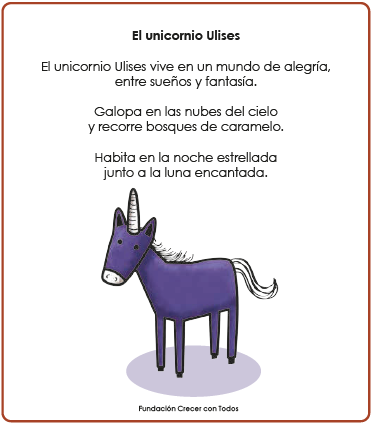 El unicornio Ulises
El unicornio Ulises vive en un mundo de alegría,
entre sueños y fantasía.
Galopa en las nubes del cielo
y recorre bosques de caramelo.
Habita en la noche estrellada
junto a la luna encantada.
Fundación Crecer con Todos